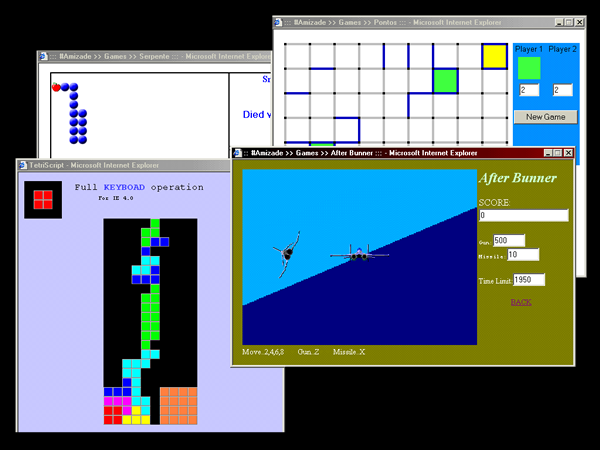 ::: #Amizade >> Games >> Pontos ::: - Microsoft Internet Explorer
Player 1 Player 2
2 2
New Game
::: #Amizade >> Games >> Serpente ::: - Microsoft Internet
Died
TetriScript - Microsoft Internet Explorer
Full KEYBOAD operation
For IE 4.0
::: #Amizade >> Games >> After Bunner ::: - Microsoft Internet Explorer
After Bunner
SCORE:
0
Gun: 500
Missile: 10
Time Limit: 1950
BACK
Move..2,4,6,8 Gun..Z Missile..X